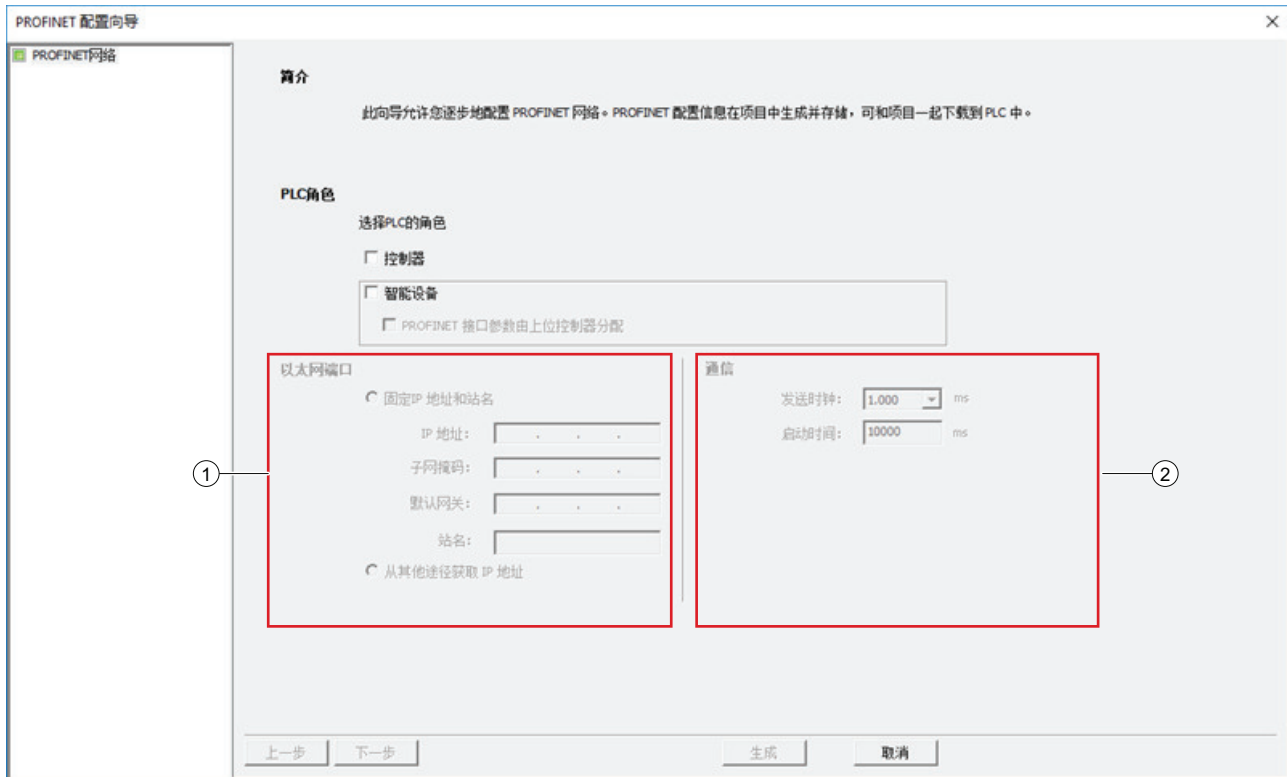 PROFINET 配置向导
PROFINET网络
简介
此向导允许您逐步地配置 PROFINET 网络。PROFINET 配置信息在项目中生成并存储，可和项目一起下载到 PLC 中。
PLC角色
选择PLC的角色
控制器
智能设备
PROFINET 接口参数由上位控制器分配
以太网端口
固定IP 地址和站名
IP 地址：
子网掩码：
默认网关：
站名：
从其他途径获取 IP 地址
1
通信
发送时钟： 1.000 ms
启动时间： 10000 ms
2
上一步 下一步 生成 取消